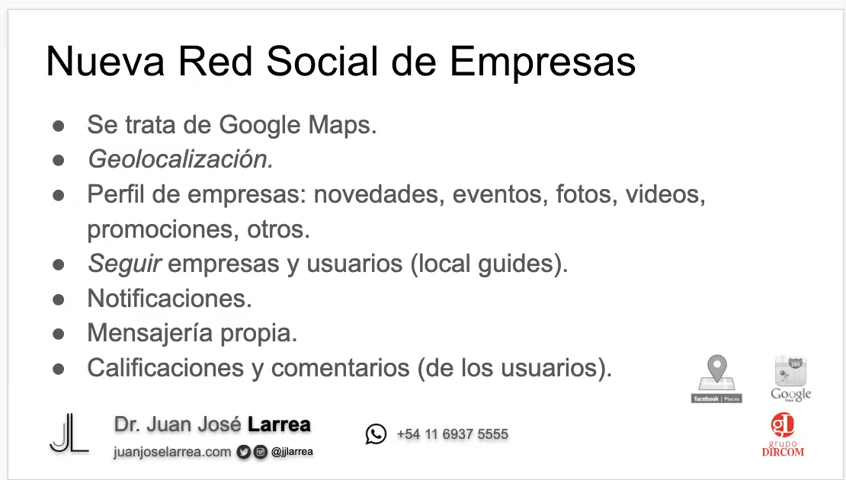 Nueva Red Social de Empresas
● Se trata de Google Maps.
● Geolocalización.
● Perfil de empresas: novedades, eventos, fotos, videos,
promociones, otros.
● Seguir empresas y usuarios (local guides).
● Notificaciones.
● Mensajería propia.
● Calificaciones y comentarios (de los usuarios).
facebook | Places
Google
JL
Dr. Juan José Larrea
juanjoselarrea.com @jjlarrea
+54 11 6937 5555
grupo
DIRCOM